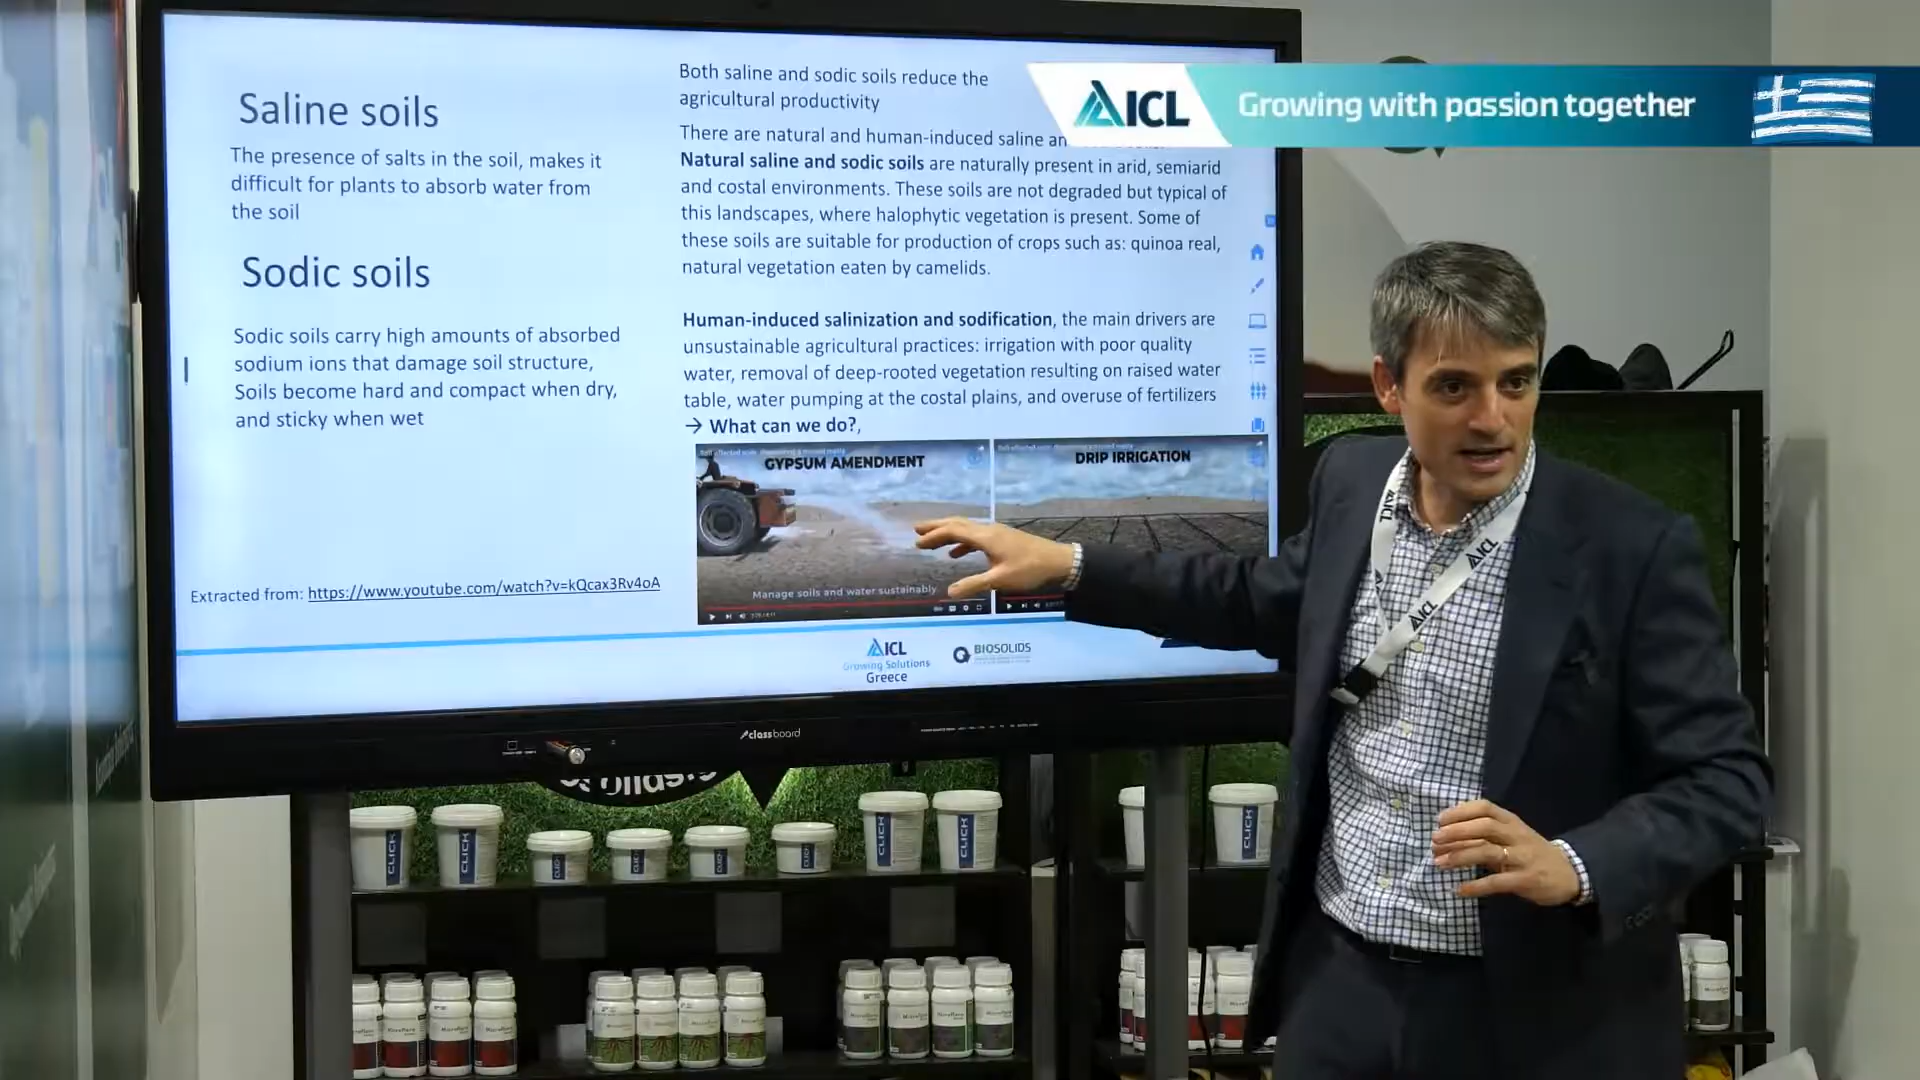 Saline soils
The presence of salts in the soil, makes it
difficult for plants to absorb water from
the soil
Sodic soils
Sodic soils carry high amounts of absorbed
sodium ions that damage soil structure,
Soils become hard and compact when dry,
and sticky when wet
Extracted from: https://www.youtube.com/watch?v=kQcax3Rv4oA
Both saline and sodic soils reduce the
agricultural productivity
There are natural and human-induced saline
Natural saline and sodic soils are naturally present in arid, semiarid
and costal environments. These soils are not degraded but typical of
this landscapes, where halophytic vegetation is present. Some of
these soils are suitable for production of crops such as: quinoa real,
natural vegetation eaten by camelids.
Human-induced salinization and sodification, the main drivers are
unsustainable agricultural practices: irrigation with poor quality
water, removal of deep-rooted vegetation resulting on raised water
table, water pumping at the costal plains, and overuse of fertilizers
→ What can we do?,
GYPSUM AMENDMENT
Manage soils and water sustainably
DRIP IRRIGATION
ICL
Growing Solutions
Greece
BIOSOLIDS
classboard
ICL
Growing with passion together
ICL
ICL
ICL
CLICK
CLICK
CLICK
CLICK
CLICK
CLICK
CLICK
CLICK
CLICK